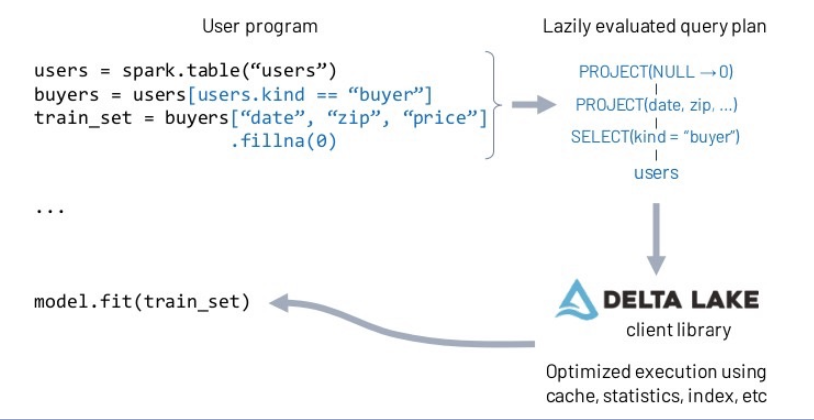 User program
users = spark.table(“users”)
buyers = users[users.kind == “buyer”]
train_set = buyers[“date”, “zip”, “price”]
.fillna(0)
...
model.fit(train_set)
Lazily evaluated query plan
PROJECT(NULL → 0)
PROJECT(date, zip, …)
SELECT(kind = “buyer”)
users
DELTA LAKE
client library
Optimized execution using
cache, statistics, index, etc